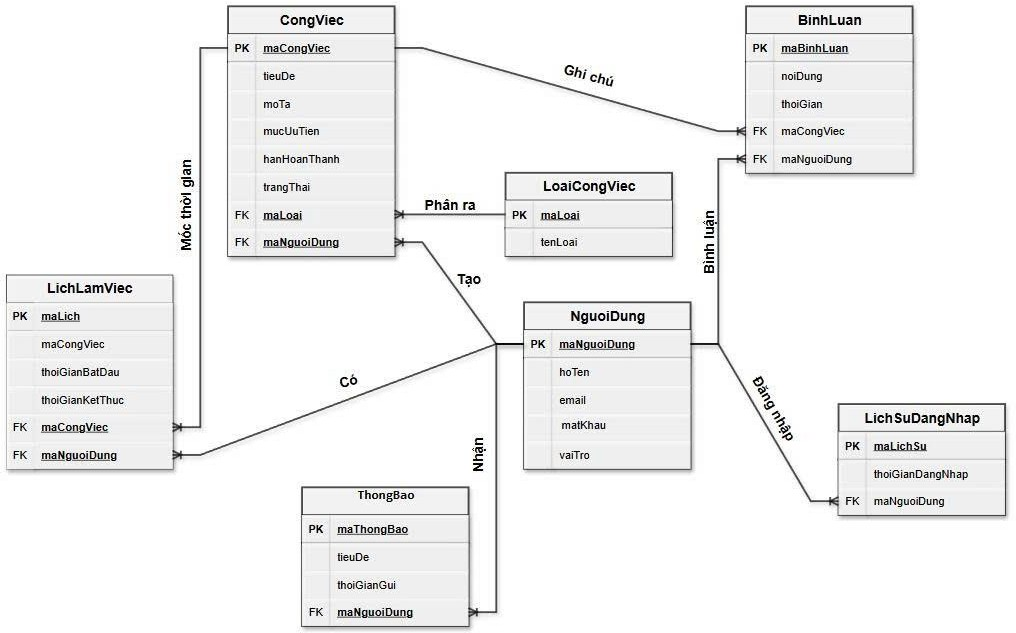 CongViec
PK maCongViec
tieuDe
moTa
mucUuTien
hanHoanThanh
trangThai
FK maLoai
FK maNguoiDung
BinhLuan
PK maBinhLuan
noiDung
thoiGian
FK maCongViec
FK maNguoiDung
Ghi chú
Mốc thời gian
Phân ra
LoaiCongViec
PK maLoai
tenLoai
Tạo
Bình luận
LichLamViec
PK maLich
maCongViec
thoiGianBatDau
thoiGianKetThuc
FK maCongViec
FK maNguoiDung
Có
NguoiDung
PK maNguoiDung
hoTen
email
matKhau
vaiTro
Đăng nhập
LichSuDangNhap
PK maLichSu
thoiGianDangNhap
FK maNguoiDung
Nhận
ThongBao
PK maThongBao
tieuDe
thoiGianGui
FK maNguoiDung